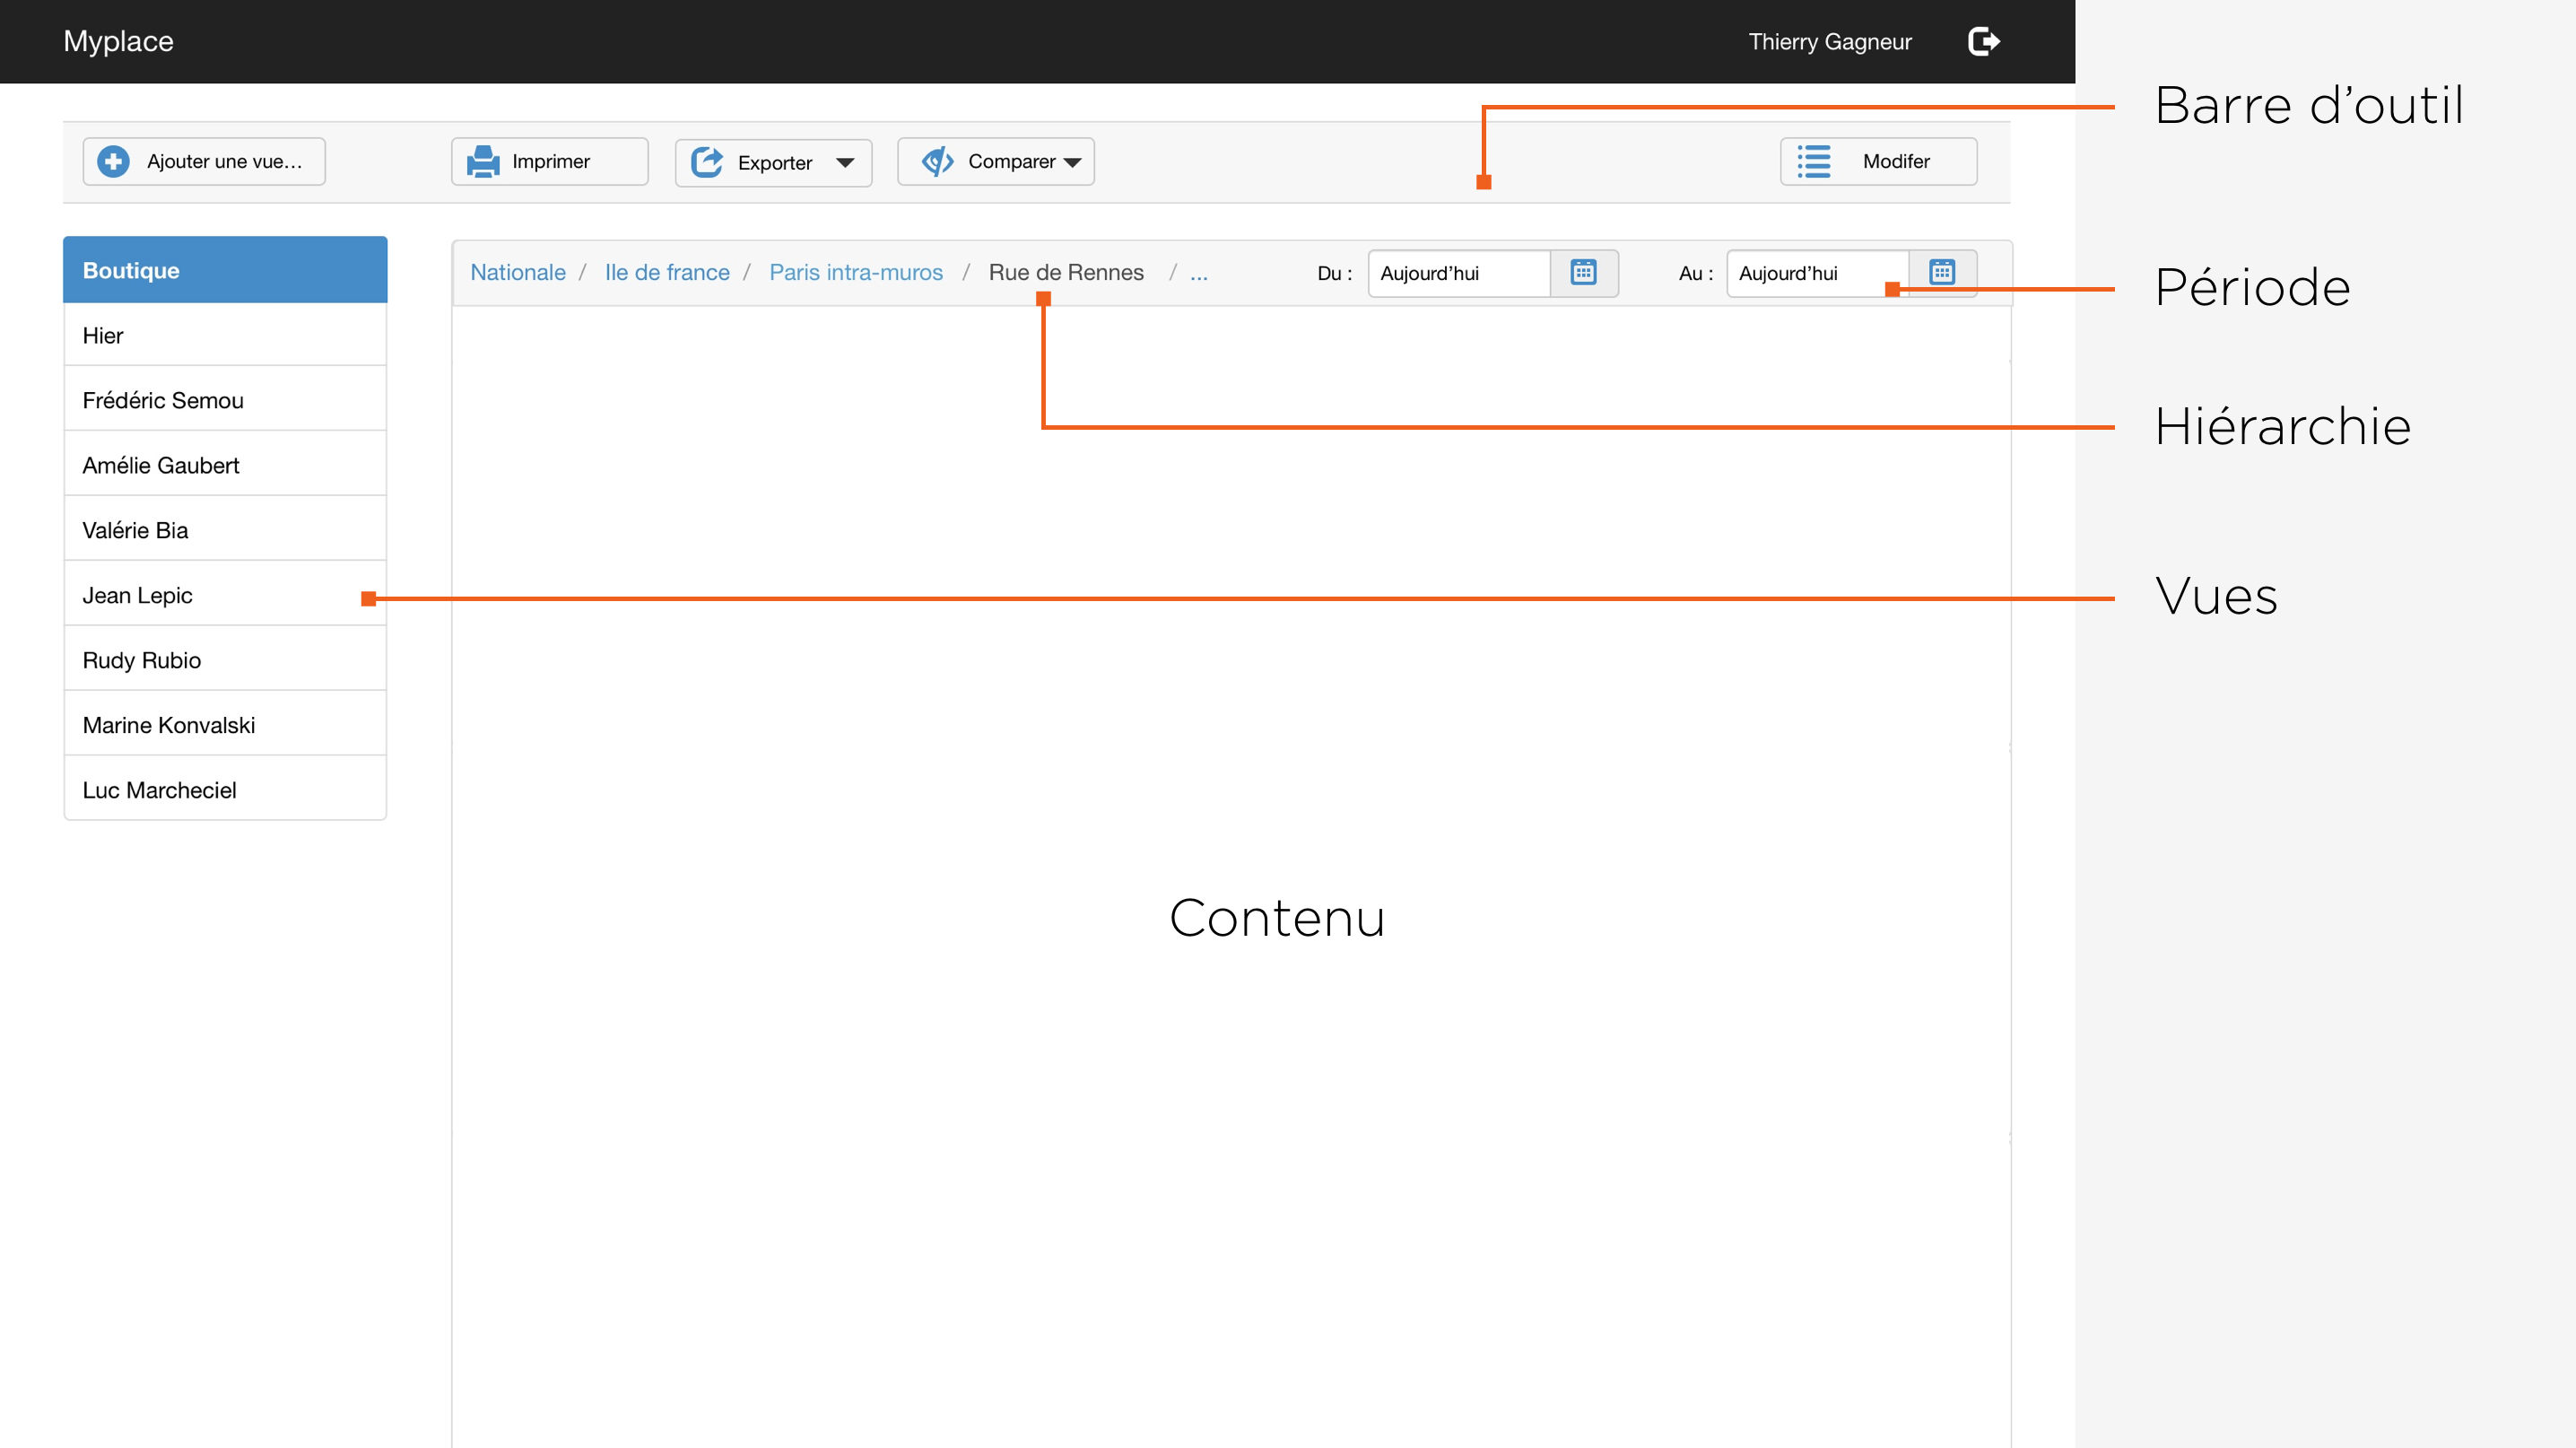 Myplace
Thierry Gagneur
Barre d’outil
Ajouter une vue...
Imprimer
Exporter
Comparer
Modifer
Boutique
Nationale / Ile de france / Paris intra-muros / Rue de Rennes / ...
Du : Aujourd’hui
Au : Aujourd’hui
Période
Hier
Frédéric Semou
Hiérarchie
Amélie Gaubert
Valérie Bia
Jean Lepic
Vues
Rudy Rubio
Marine Konvalski
Luc Marcheciel
Contenu